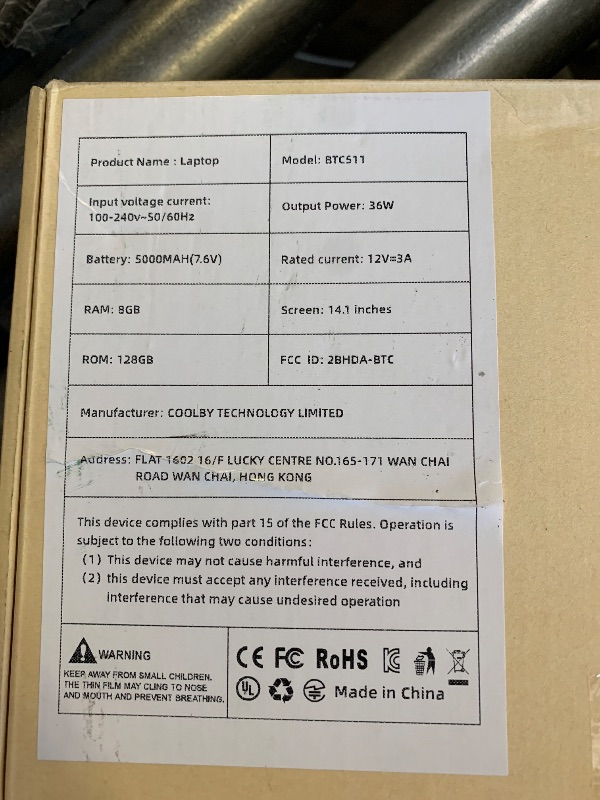 Product Name : Laptop
Model: BTC511
Input voltage current:
100-240v~50/60Hz
Output Power: 36W
Battery: 5000MAH(7.6V)
Rated current: 12V=3A
RAM: 8GB
Screen: 14.1 inches
ROM: 128GB
FCC ID: 2BHDA-BTC
Manufacturer: COOLBY TECHNOLOGY LIMITED
Address: FLAT 1602 16/F LUCKY CENTRE NO.165-171 WAN CHAI
ROAD WAN CHAI, HONG KONG
This device complies with part 15 of the FCC Rules. Operation is
subject to the following two conditions:
(1) This device may not cause harmful interference, and
(2) this device must accept any interference received, including
interference that may cause undesired operation
WARNING
KEEP AWAY FROM SMALL CHILDREN.
THE THIN FILM MAY CLING TO NOSE
AND MOUTH AND PREVENT BREATHING.
CE FC RoHS
UL Made in China